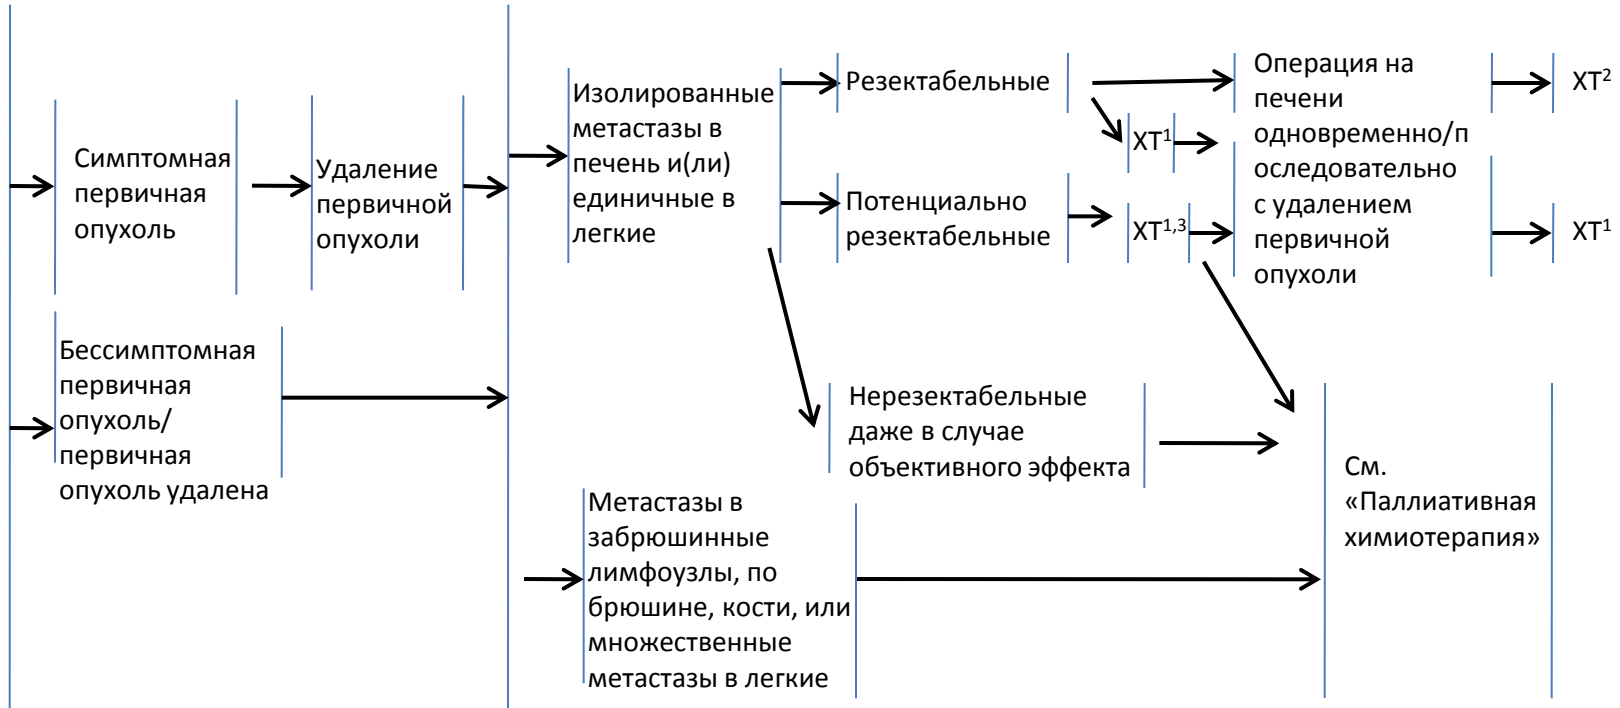 Симптомная
первичная
опухоль
Удаление
первичной
опухоли
Бессимптомная
первичная
опухоль/
первичная
опухоль удалена
Изолированные
метастазы в
печень и(ли)
единичные в
легкие
Резектабельные
ХТ1
Потенциально
резектабельные
ХТ1,3
Операция на
печени
одновременно/п
оследовательно
с удалением
первичной
опухоли
ХТ2
ХТ1
Нерезектабельные
даже в случае
объективного эффекта
Метастазы в
забрюшинные
лимфоузлы, по
брюшине, кости, или
множественные
метастазы в легкие
См.
«Паллиативная
химиотерапия»